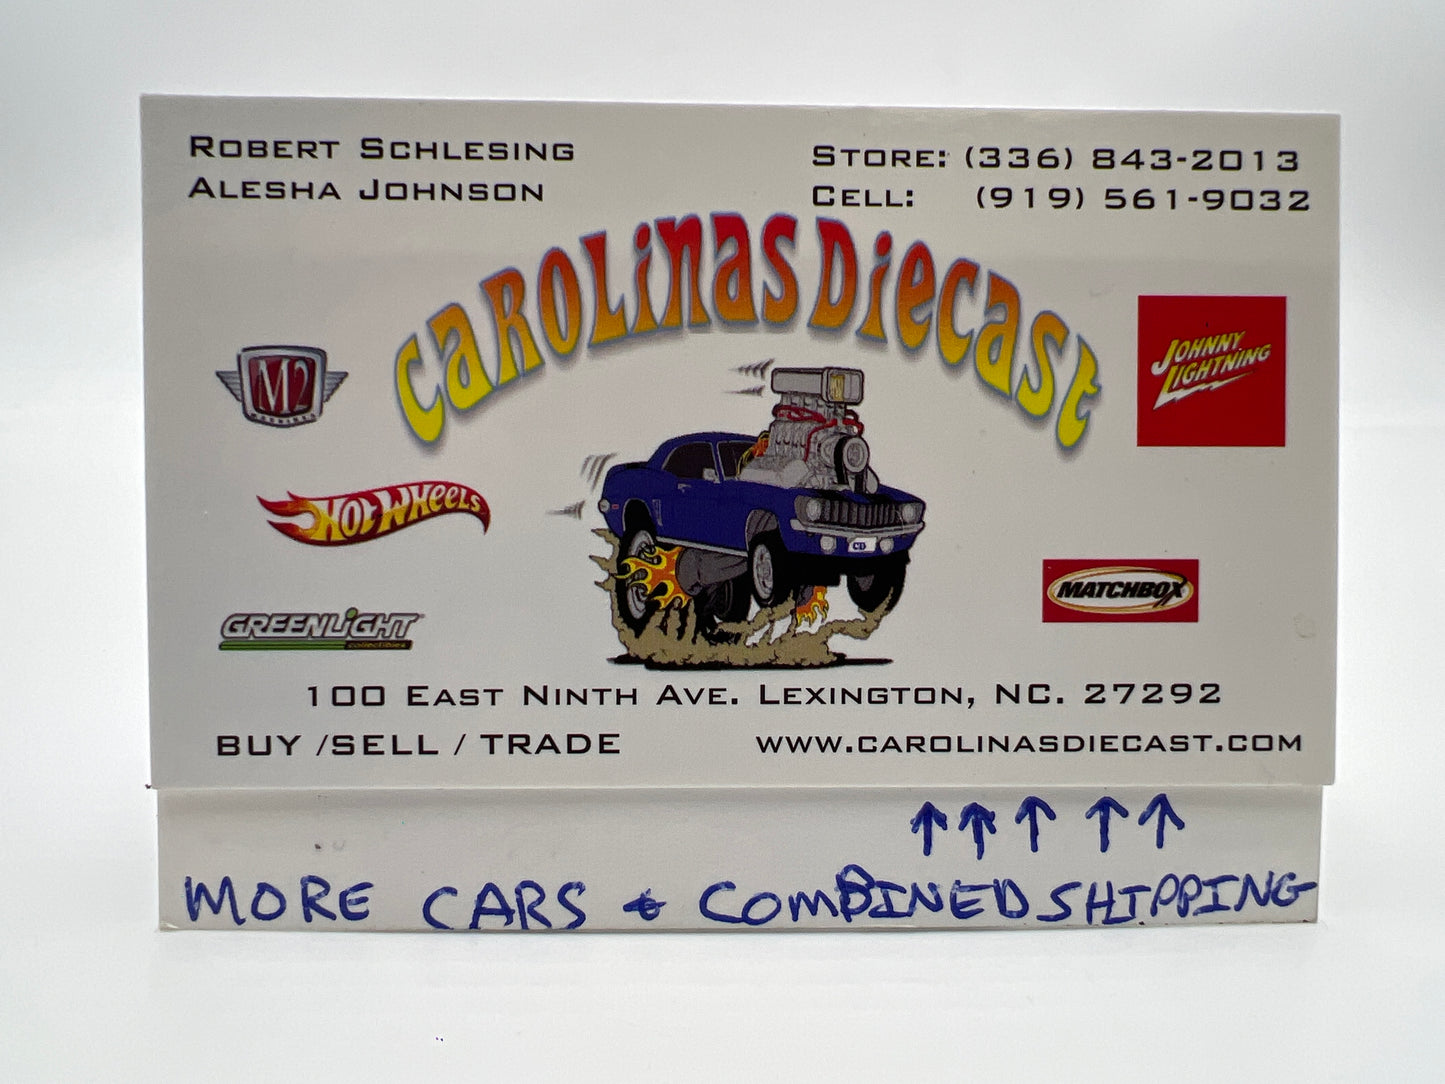 ROBERT SCHLESING
ALESHA JOHNSON
STORE: (336) 843-2013
CELL: (919) 561-9032
CAROLINAS DIECAST
M2
MACHINES
JOHNNY
LIGHTNING
HOT WHEELS
MATCHBOX
GREENLIGHT
collectibles
100 EAST NINTH AVE. LEXINGTON, NC. 27292
BUY /SELL / TRADE
WWW.CAROLINASDIECAST.COM
↑ ↑ ↑ ↑ ↑
MORE CARS & COMBINED SHIPPING